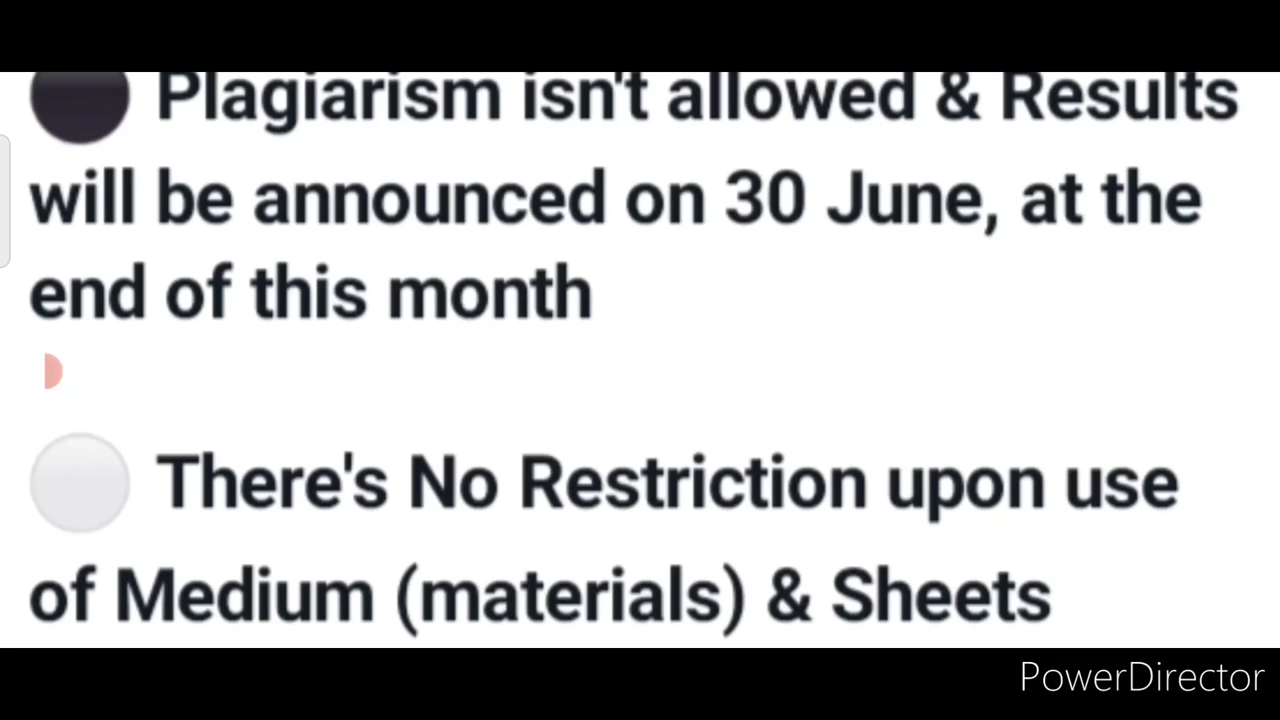 Plagiarism isn't allowed & Results
will be announced on 30 June, at the
end of this month
There's No Restriction upon use
of Medium (materials) & Sheets
PowerDirector